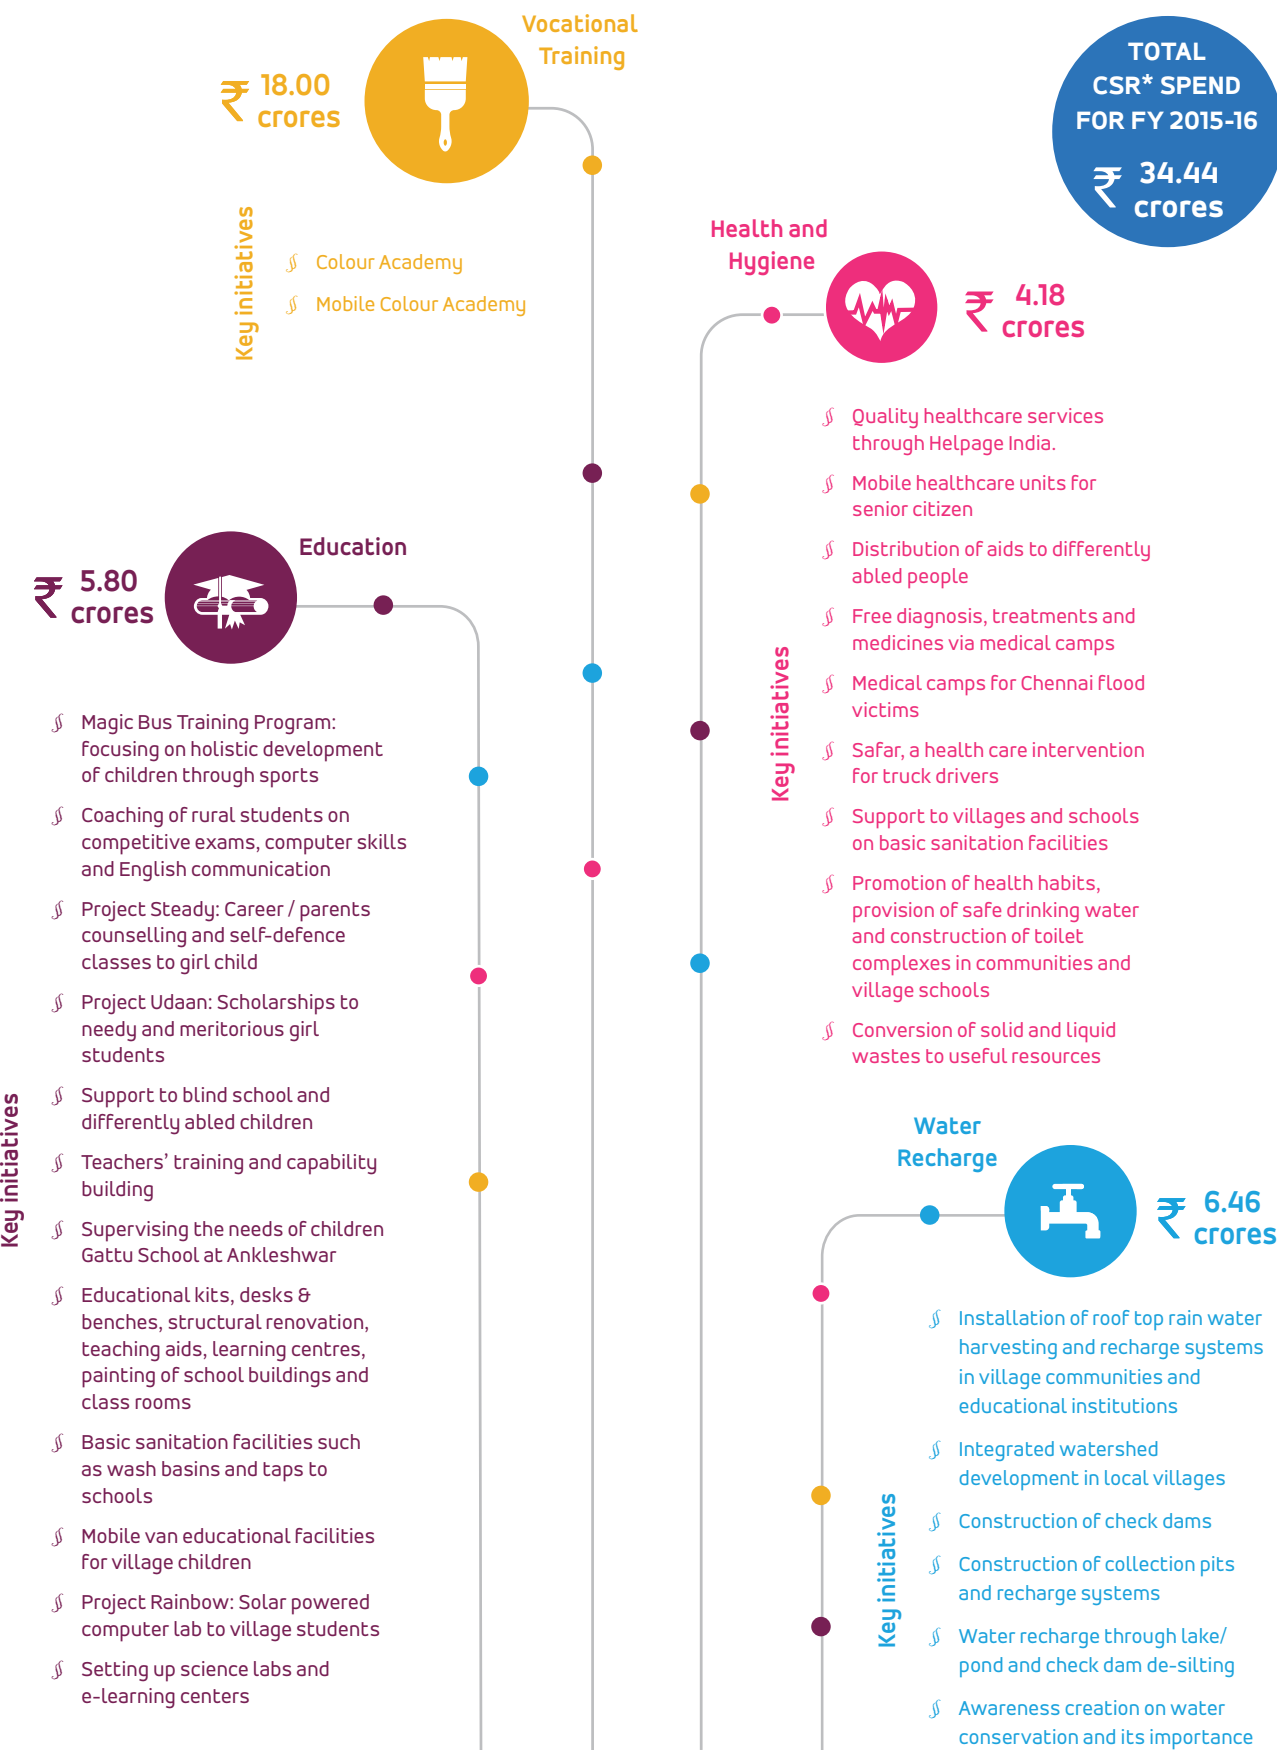 Vocational
Training
₹ 18.00
crores
Key initiatives
Colour Academy
Mobile Colour Academy
TOTAL
CSR* SPEND
FOR FY 2015-16
₹ 34.44
crores
Health and
Hygiene
₹ 4.18
crores
Key initiatives
Quality healthcare services
through Helpage India.
Mobile healthcare units for
senior citizen
Distribution of aids to differently
abled people
Free diagnosis, treatments and
medicines via medical camps
Medical camps for Chennai flood
victims
Safar, a health care intervention
for truck drivers
Support to villages and schools
on basic sanitation facilities
Promotion of health habits,
provision of safe drinking water
and construction of toilet
complexes in communities and
village schools
Conversion of solid and liquid
wastes to useful resources
Education
₹ 5.80
crores
Key initiatives
Magic Bus Training Program:
focusing on holistic development
of children through sports
Coaching of rural students on
competitive exams, computer skills
and English communication
Project Steady: Career / parents
counselling and self-defence
classes to girl child
Project Udaan: Scholarships to
needy and meritorious girl
students
Support to blind school and
differently abled children
Teachers’ training and capability
building
Supervising the needs of children
Gattu School at Ankleshwar
Educational kits, desks &
benches, structural renovation,
teaching aids, learning centres,
painting of school buildings and
class rooms
Basic sanitation facilities such
as wash basins and taps to
schools
Mobile van educational facilities
for village children
Project Rainbow: Solar powered
computer lab to village students
Setting up science labs and
e-learning centers
Water
Recharge
₹ 6.46
crores
Key initiatives
Installation of roof top rain water
harvesting and recharge systems
in village communities and
educational institutions
Integrated watershed
development in local villages
Construction of check dams
Construction of collection pits
and recharge systems
Water recharge through lake/
pond and check dam de-silting
Awareness creation on water
conservation and its importance